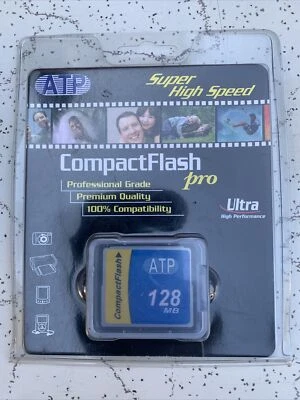 ATP
Super
High Speed
CompactFlash
pro
Professional Grade
Premium Quality
100% Compatibility
Ultra
High Performance
CompactFlash
ATP
128
MB